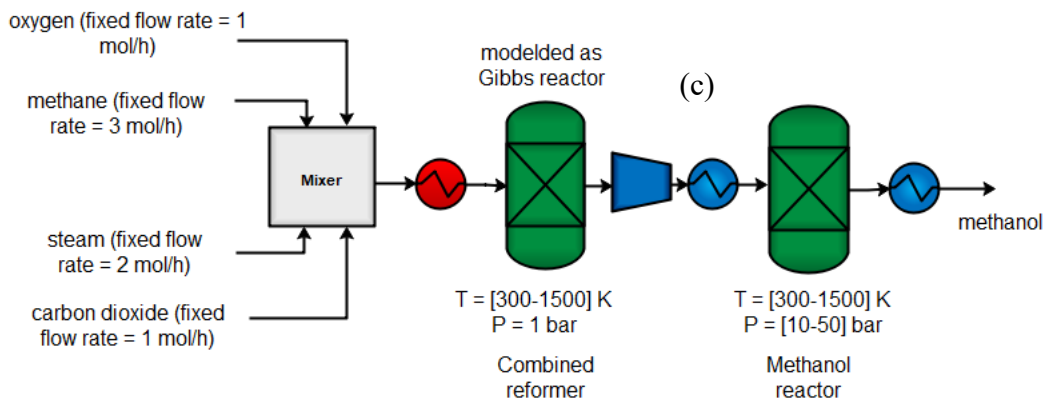 oxygen (fixed flow rate = 1
mol/h)
methane (fixed flow
rate = 3 mol/h)
steam (fixed flow
rate = 2 mol/h)
carbon dioxide (fixed
flow rate = 1 mol/h)
Mixer
modelded as
Gibbs reactor
(c)
T = [300-1500] K
P = 1 bar
Combined
reformer
T = [300-1500] K
P = [10-50] bar
Methanol
reactor
methanol